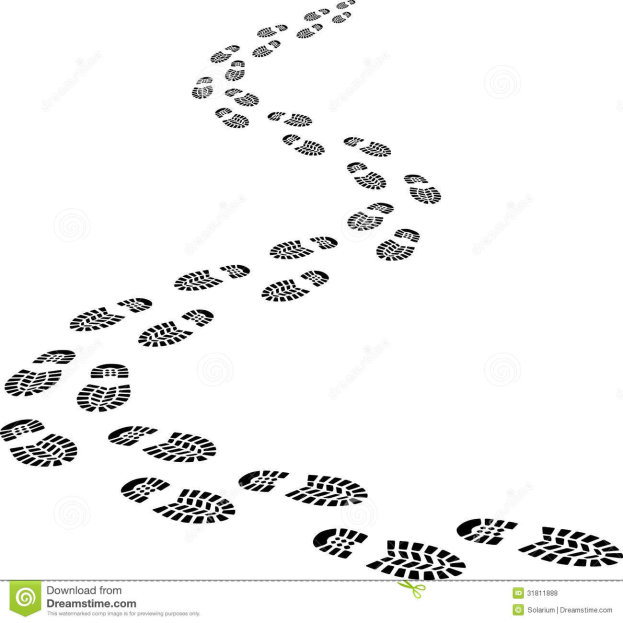 Download from
Dreamstime.com
This watermarked comp image is for previewing purposes only.
31811888
Solarium | Dreamstime.com